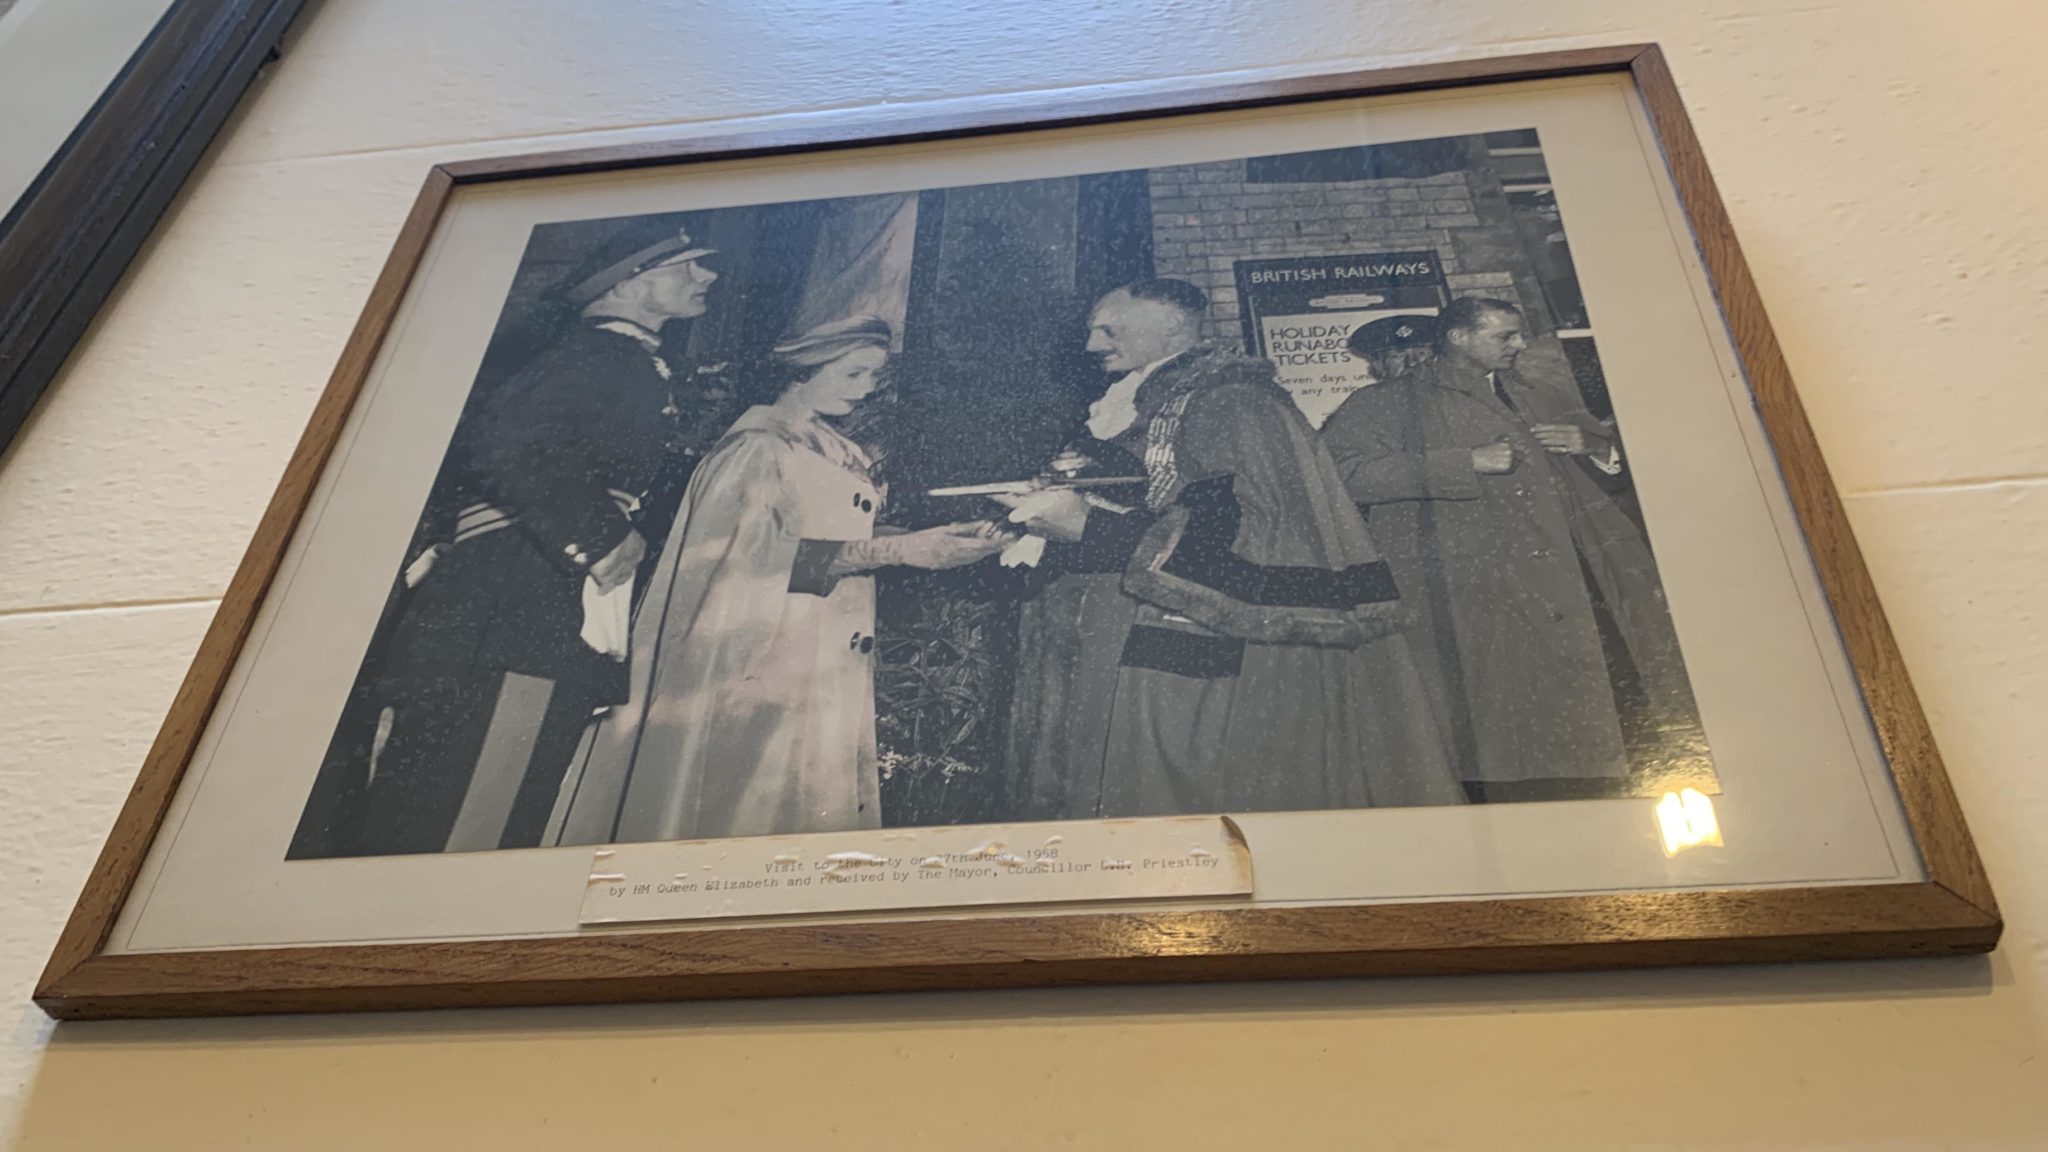 BRITISH RAILWAYS
HOLIDAY
RUNABO
TICKETS
Seven days un
y any train
Visit to the City on 27th June, 1958
by HM Queen Elizabeth and received by The Mayor, Councillor Priestley